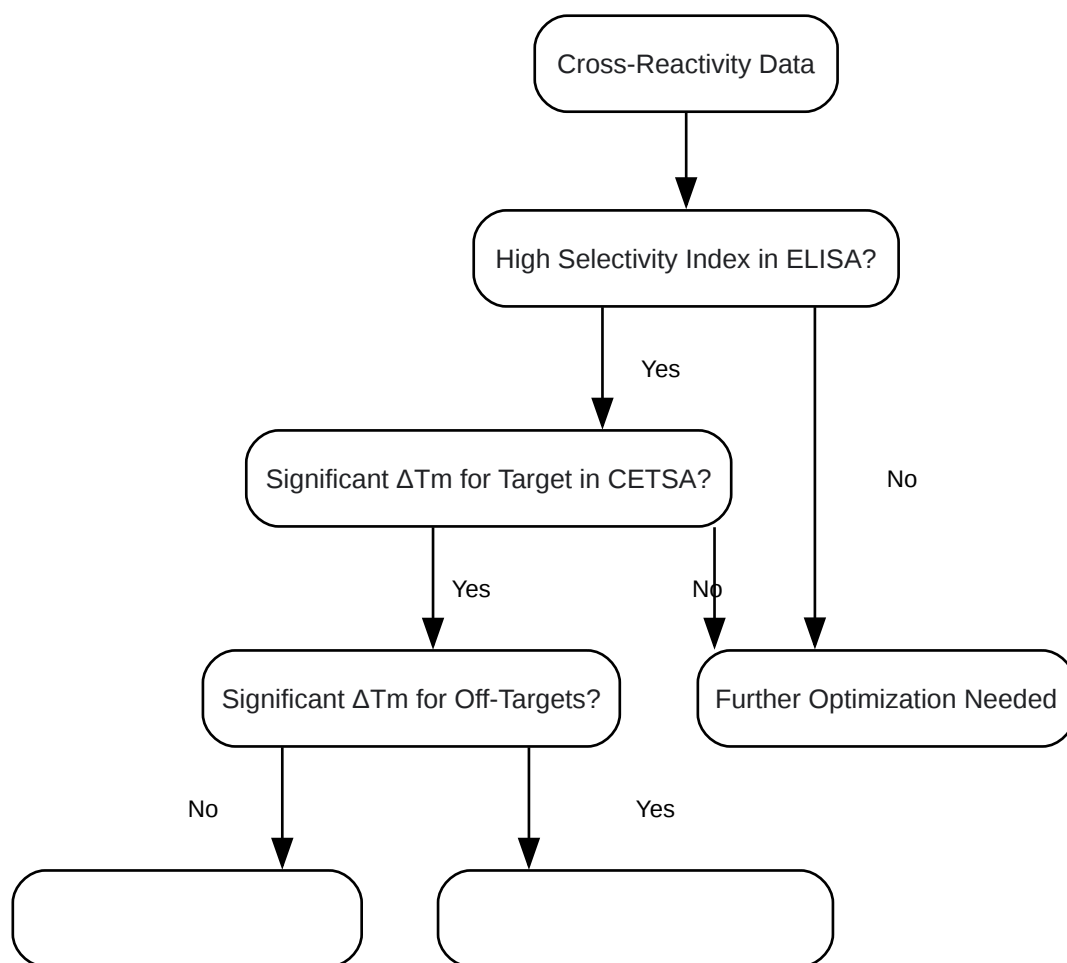 Cross-Reactivity Data
High Selectivity Index in ELISA?
Yes
Significant ΔTm for Target in CETSA?
No
Yes
No
Significant ΔTm for Off-Targets?
Further Optimization Needed
No
Yes